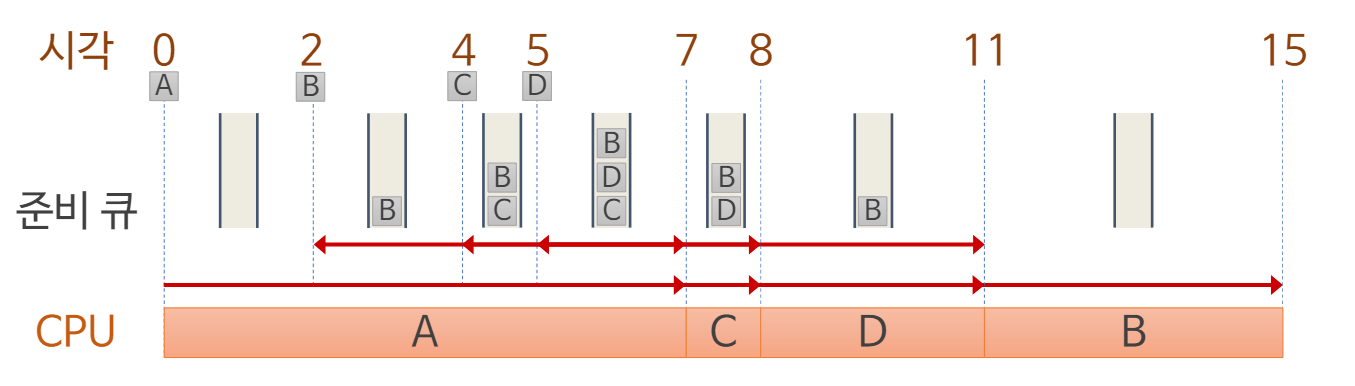 시각 0 2 4 5 7 8 11 15
A B C D
B
B B D B
준비 큐 B C C D B
CPU A C D B